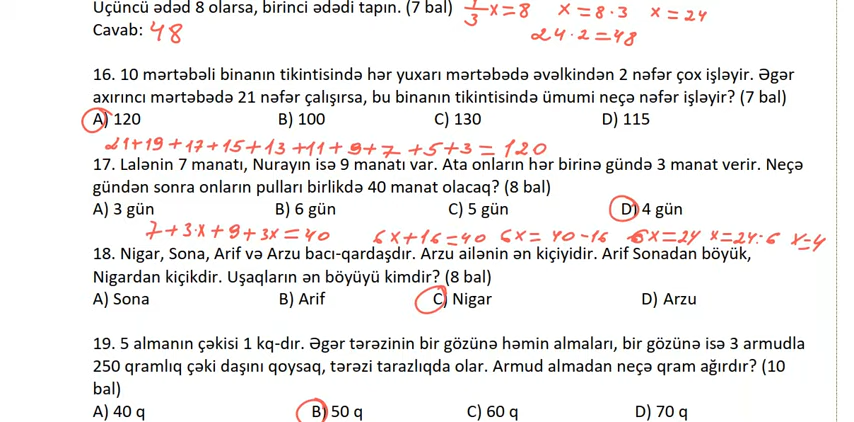 Üçüncü ədəd 8 olarsa, birinci ədədi tapın. (7 bal) 1/3 x=8 x=8·3 x=24
Cavab: 48 24·2=48
16. 10 mərtəbəli binanın tikintisində hər yuxarı mərtəbədə əvəlkindən 2 nəfər çox işləyir. Əgər
axırıncı mərtəbədə 21 nəfər çalışırsa, bu binanın tikintisində ümumi neçə nəfər işləyir? (7 bal)
A) 120 B) 100 C) 130 D) 115
21+19+17+15+13+11+9+7+5+3=120
17. Lalənin 7 manatı, Nurayın isə 9 manatı var. Ata onların hər birinə gündə 3 manat verir. Neçə
gündən sonra onların pulları birlikdə 40 manat olacaq? (8 bal)
A) 3 gün B) 6 gün C) 5 gün D) 4 gün
7+3·x+9+3x=40 6x+16=40 6x=40-16 6x=24 x=24:6 x=4
18. Nigar, Sona, Arif və Arzu bacı-qardaşdır. Arzu ailənin ən kiçiyidir. Arif Sonadan böyük,
Nigardan kiçikdir. Uşaqların ən böyüyü kimdir? (8 bal)
A) Sona B) Arif C) Nigar D) Arzu
19. 5 almanın çəkisi 1 kq-dır. Əgər tərəzinin bir gözünə həmin almaları, bir gözünə isə 3 armudla
250 qramlıq çəki daşını qoysaq, tərəzi tarazlıqda olar. Armud almadan neçə qram ağırdır? (10
bal)
A) 40 q B) 50 q C) 60 q D) 70 q